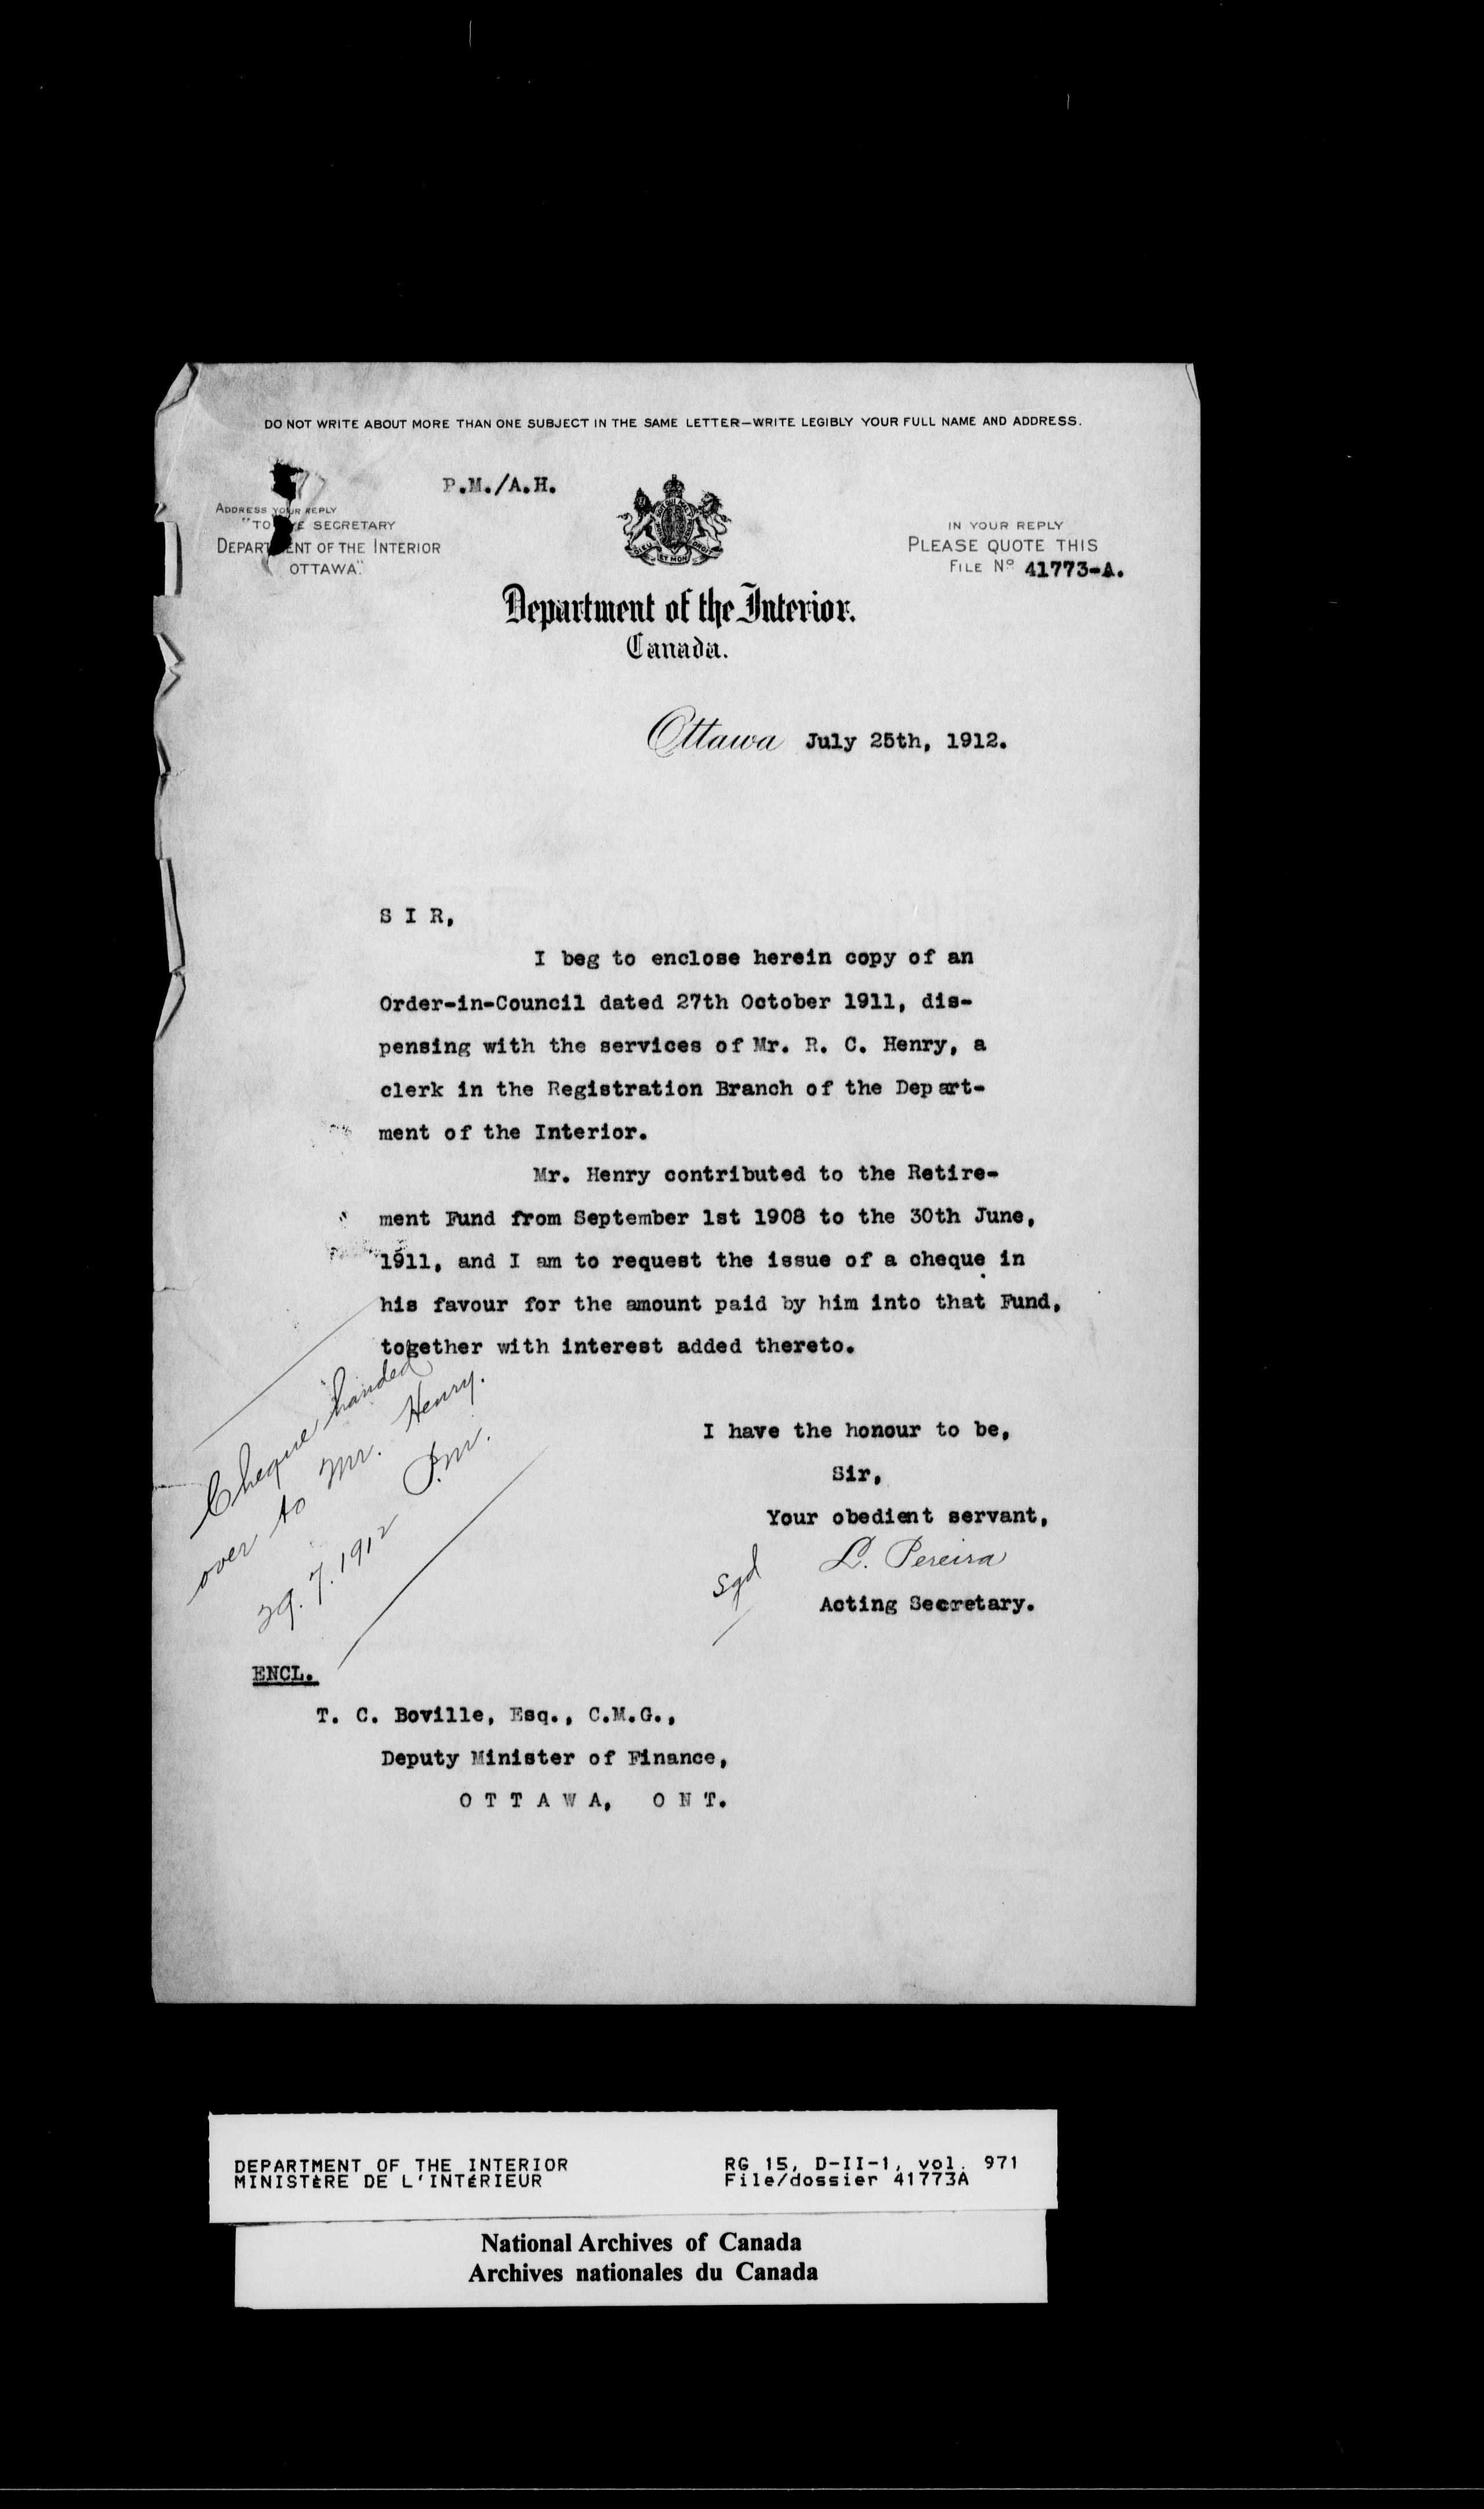 DO NOT WRITE ABOUT MORE THAN ONE SUBJECT IN THE SAME LETTER—WRITE LEGIBLY YOUR FULL NAME AND ADDRESS.
P.M./A.H.
ADDRESS YOUR REPLY
"TO SECRETARY
DEPARTMENT OF THE INTERIOR
OTTAWA."
IN YOUR REPLY
PLEASE QUOTE THIS
FILE No 41773-A.
Department of the Interior.
Canada.
Ottawa July 25th, 1912.
S I R,
I beg to enclose herein copy of an
Order-in-Council dated 27th October 1911, dis-
pensing with the services of Mr. R. C. Henry, a
clerk in the Registration Branch of the Depart-
ment of the Interior.
Mr. Henry contributed to the Retire-
ment Fund from September 1st 1908 to the 30th June,
1911, and I am to request the issue of a cheque in
his favour for the amount paid by him into that Fund,
together with interest added thereto.
Cheque handed
over to Mr. Henry.
29.7.1912 P.M.
I have the honour to be,
Sir,
Your obedient servant,
Sgd L. Pereira
Acting Secretary.
ENCL.
T. C. Boville, Esq., C.M.G.,
Deputy Minister of Finance,
O T T A W A, O N T.
DEPARTMENT OF THE INTERIOR
MINISTÈRE DE L'INTÉRIEUR
RG 15, D-II-1, vol. 971
File/dossier 41773A
National Archives of Canada
Archives nationales du Canada